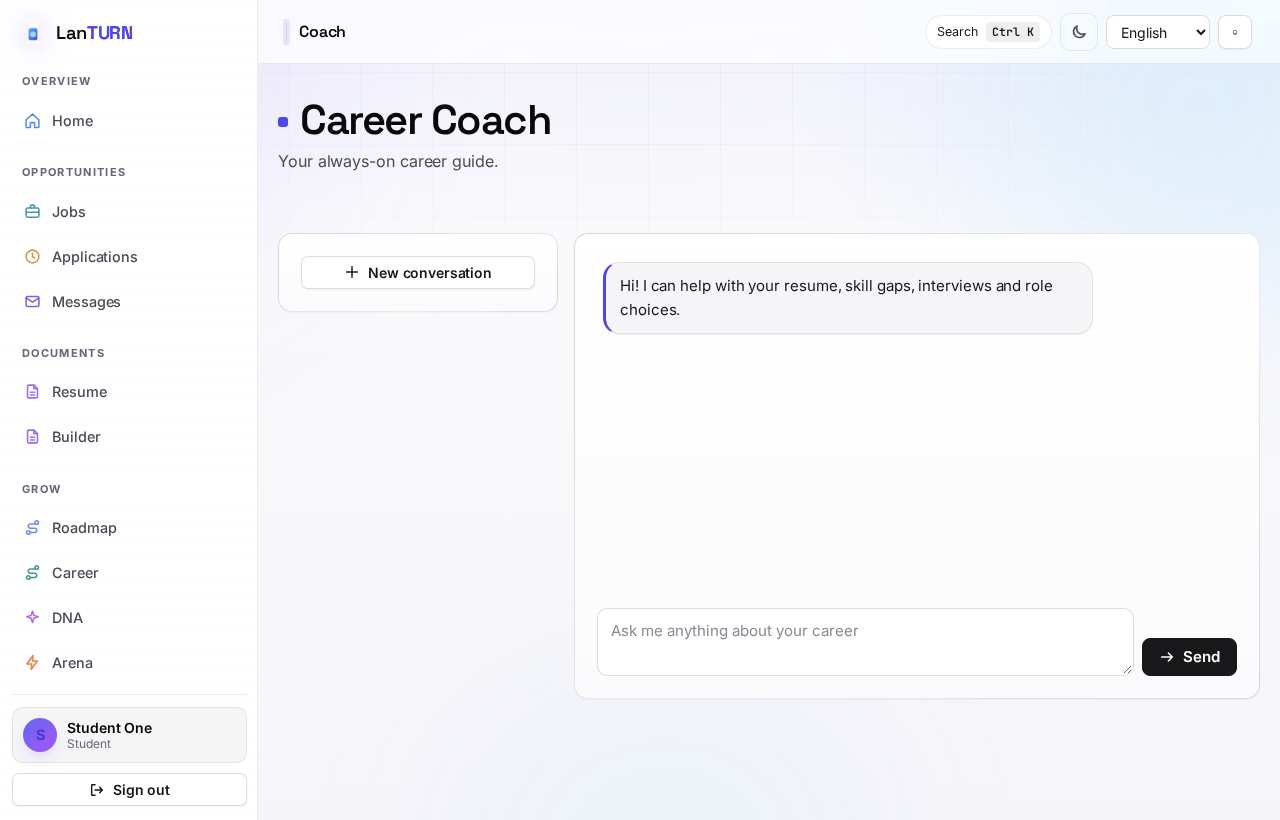 LanTURN
OVERVIEW
Home
OPPORTUNITIES
Jobs
Applications
Messages
DOCUMENTS
Resume
Builder
GROW
Roadmap
Career
DNA
Arena
S
Student One
Student
Sign out
Coach
Search Ctrl K
English
Career Coach
Your always-on career guide.
New conversation
Hi! I can help with your resume, skill gaps, interviews and role
choices.
Ask me anything about your career
Send